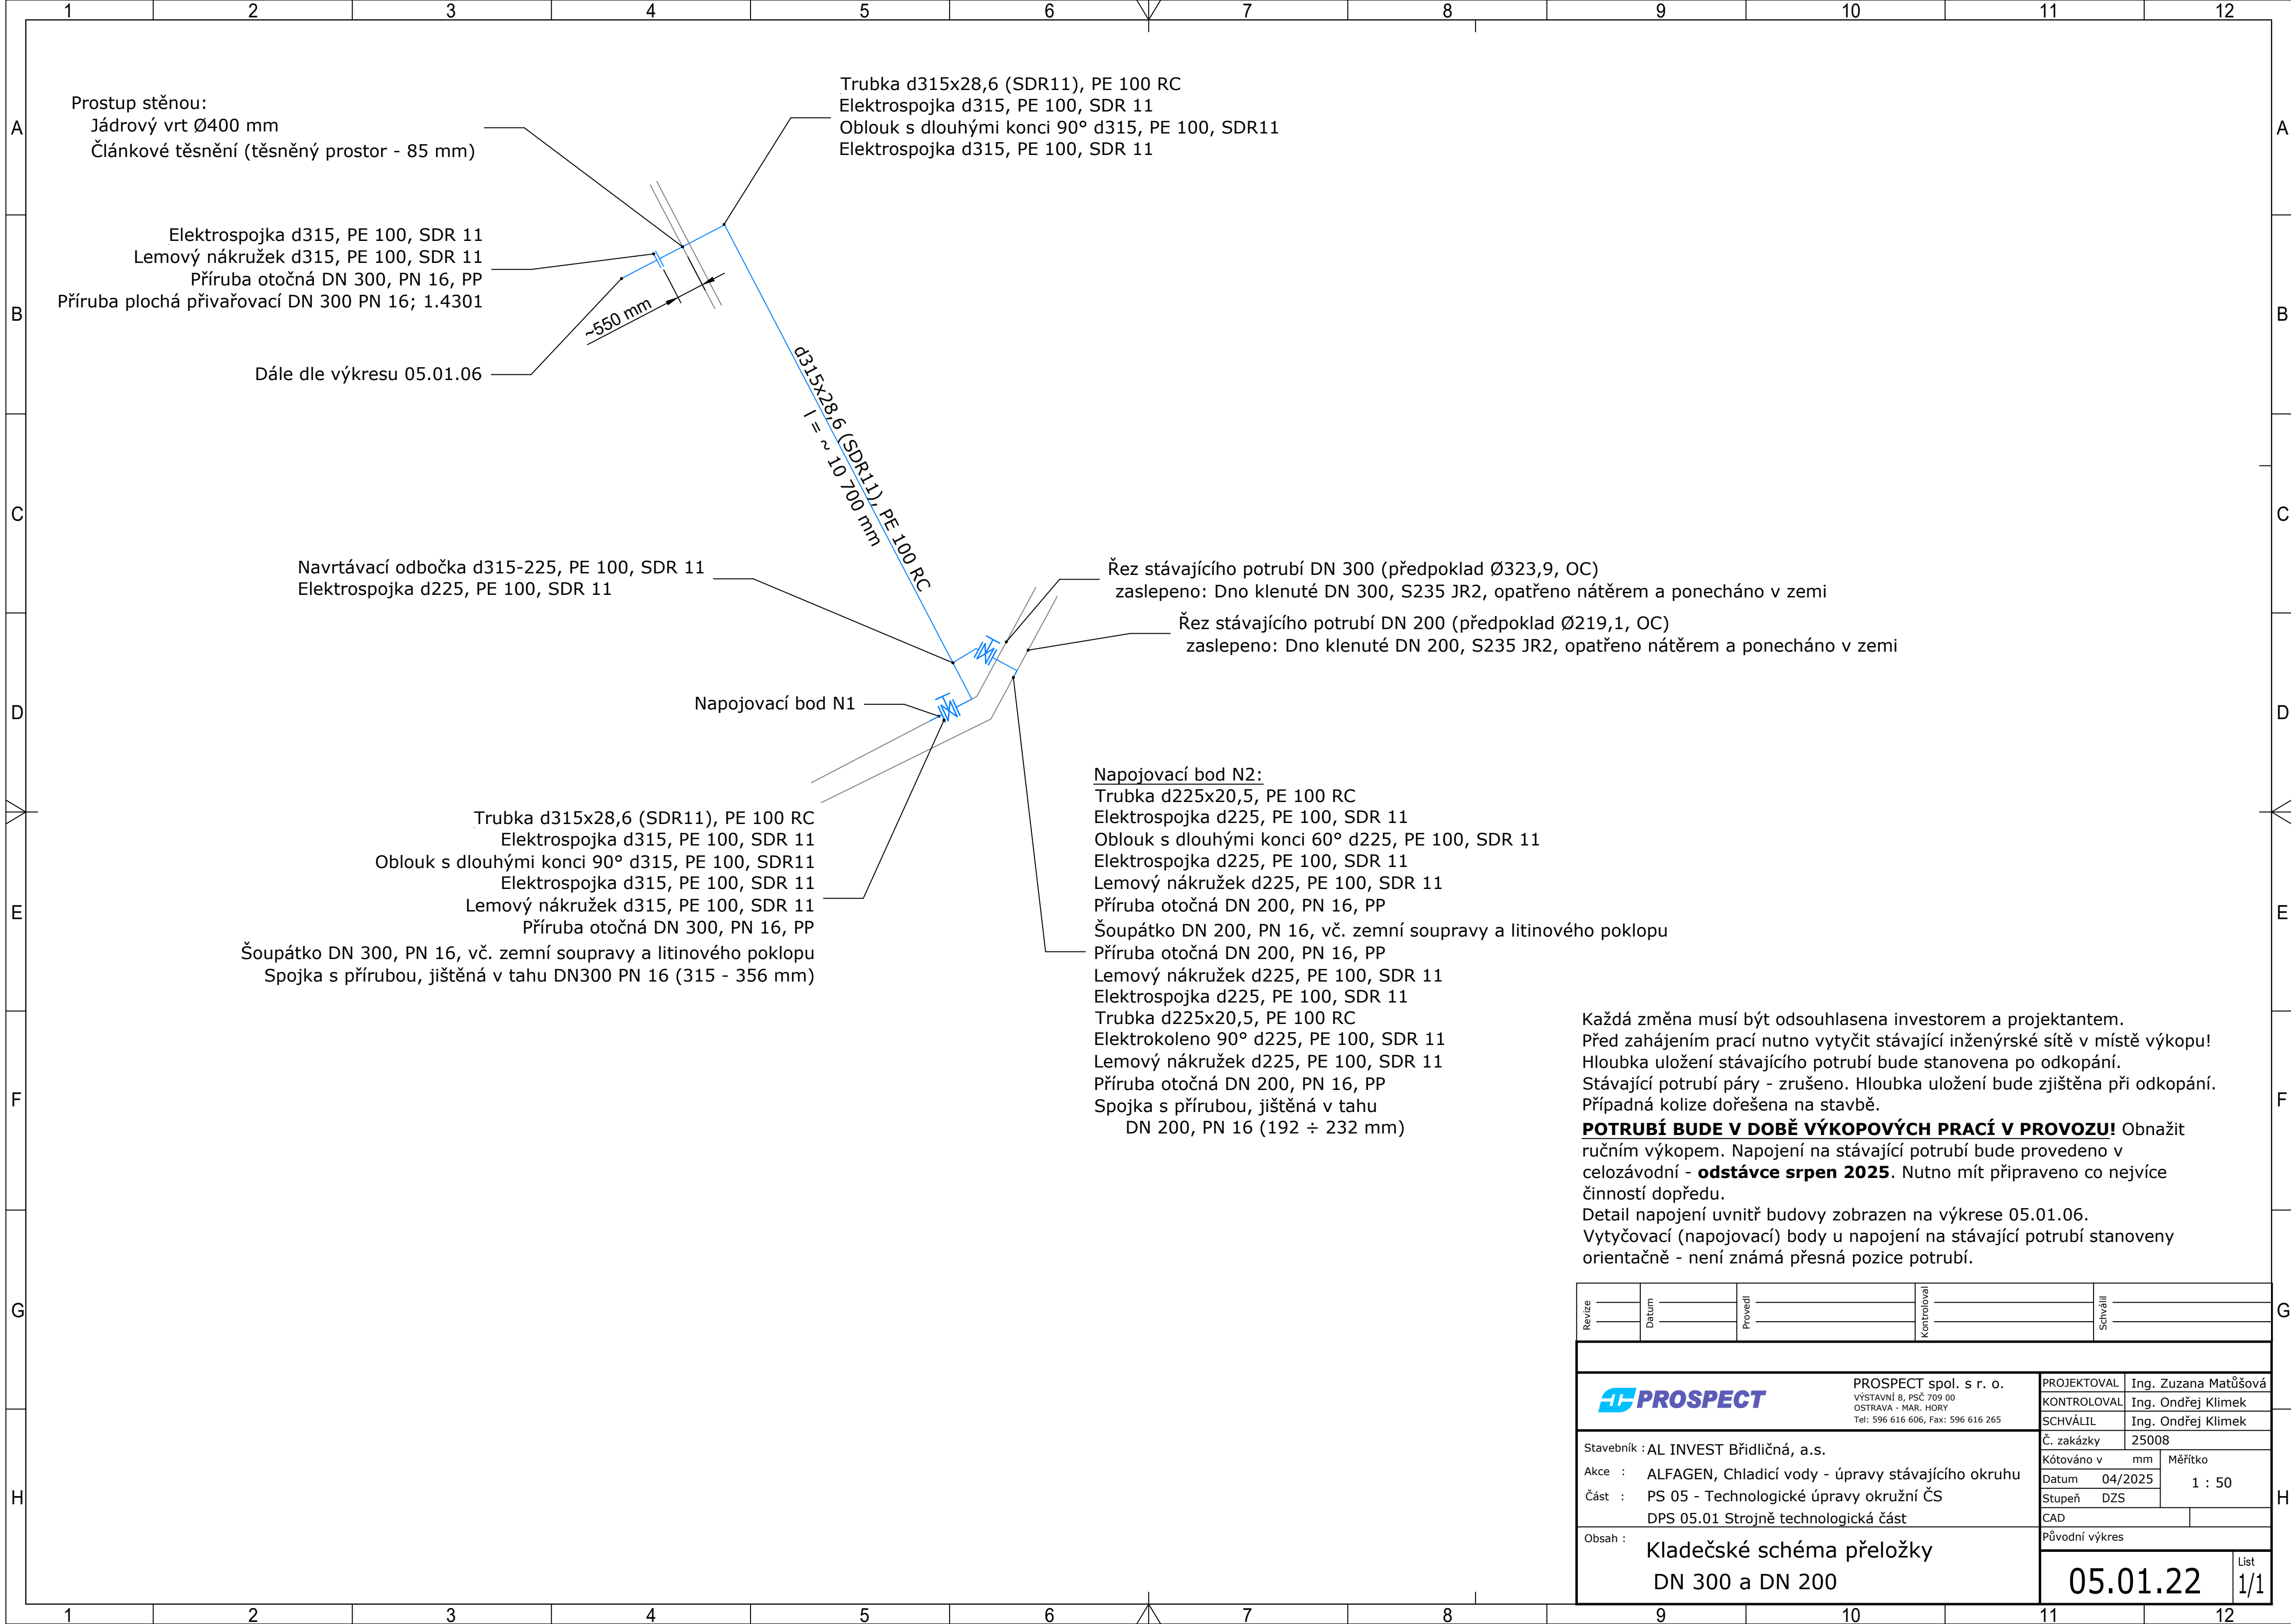 1 2 3 4 5 6 7 8 9 10 11 12
A
B
C
D
E
F
G
H
A
B
C
D
E
F
G
H
Prostup stěnou:
Jádrový vrt Ø400 mm
Článkové těsnění (těsněný prostor - 85 mm)
Trubka d315x28,6 (SDR11), PE 100 RC
Elektrospojka d315, PE 100, SDR 11
Oblouk s dlouhými konci 90° d315, PE 100, SDR11
Elektrospojka d315, PE 100, SDR 11
Elektrospojka d315, PE 100, SDR 11
Lemový nákružek d315, PE 100, SDR 11
Příruba otočná DN 300, PN 16, PP
Příruba plochá přivařovací DN 300 PN 16; 1.4301
~550 mm
Dále dle výkresu 05.01.06
d315x28,6 (SDR11), PE 100 RC
l = ~ 10 700 mm
Navrtávací odbočka d315-225, PE 100, SDR 11
Elektrospojka d225, PE 100, SDR 11
Řez stávajícího potrubí DN 300 (předpoklad Ø323,9, OC)
zaslepeno: Dno klenuté DN 300, S235 JR2, opatřeno nátěrem a ponecháno v zemi
Řez stávajícího potrubí DN 200 (předpoklad Ø219,1, OC)
zaslepeno: Dno klenuté DN 200, S235 JR2, opatřeno nátěrem a ponecháno v zemi
Napojovací bod N1
Trubka d315x28,6 (SDR11), PE 100 RC
Elektrospojka d315, PE 100, SDR 11
Oblouk s dlouhými konci 90° d315, PE 100, SDR11
Elektrospojka d315, PE 100, SDR 11
Lemový nákružek d315, PE 100, SDR 11
Příruba otočná DN 300, PN 16, PP
Šoupátko DN 300, PN 16, vč. zemní soupravy a litinového poklopu
Spojka s přírubou, jištěná v tahu DN300 PN 16 (315 - 356 mm)
Napojovací bod N2:
Trubka d225x20,5, PE 100 RC
Elektrospojka d225, PE 100, SDR 11
Oblouk s dlouhými konci 60° d225, PE 100, SDR 11
Elektrospojka d225, PE 100, SDR 11
Lemový nákružek d225, PE 100, SDR 11
Příruba otočná DN 200, PN 16, PP
Šoupátko DN 200, PN 16, vč. zemní soupravy a litinového poklopu
Příruba otočná DN 200, PN 16, PP
Lemový nákružek d225, PE 100, SDR 11
Elektrospojka d225, PE 100, SDR 11
Trubka d225x20,5, PE 100 RC
Elektrokoleno 90° d225, PE 100, SDR 11
Lemový nákružek d225, PE 100, SDR 11
Příruba otočná DN 200, PN 16, PP
Spojka s přírubou, jištěná v tahu
DN 200, PN 16 (192 ÷ 232 mm)
Každá změna musí být odsouhlasena investorem a projektantem.
Před zahájením prací nutno vytyčit stávající inženýrské sítě v místě výkopu!
Hloubka uložení stávajícího potrubí bude stanovena po odkopání.
Stávající potrubí páry - zrušeno. Hloubka uložení bude zjištěna při odkopání.
Případná kolize dořešena na stavbě.
POTRUBÍ BUDE V DOBĚ VÝKOPOVÝCH PRACÍ V PROVOZU! Obnažit
ručním výkopem. Napojení na stávající potrubí bude provedeno v
celozávodní - odstávce srpen 2025. Nutno mít připraveno co nejvíce
činností dopředu.
Detail napojení uvnitř budovy zobrazen na výkrese 05.01.06.
Vytyčovací (napojovací) body u napojení na stávající potrubí stanoveny
orientačně - není známá přesná pozice potrubí.
Revize
Datum
Provedl
Kontroloval
Schválil
PROSPECT
PROSPECT spol. s r. o.
VÝSTAVNÍ 8, PSČ 709 00
OSTRAVA - MAR. HORY
Tel: 596 616 606, Fax: 596 616 265
PROJEKTOVAL Ing. Zuzana Matůšová
KONTROLOVAL Ing. Ondřej Klimek
SCHVÁLIL Ing. Ondřej Klimek
Č. zakázky 25008
Kótováno v mm
Měřítko
Datum 04/2025
1 : 50
Stupeň DZS
CAD
Původní výkres
Stavebník : AL INVEST Břidličná, a.s.
Akce : ALFAGEN, Chladicí vody - úpravy stávajícího okruhu
Část : PS 05 - Technologické úpravy okružní ČS
DPS 05.01 Strojně technologická část
Obsah : Kladečské schéma přeložky
DN 300 a DN 200
05.01.22
List
1/1
1 2 3 4 5 6 7 8 9 10 11 12